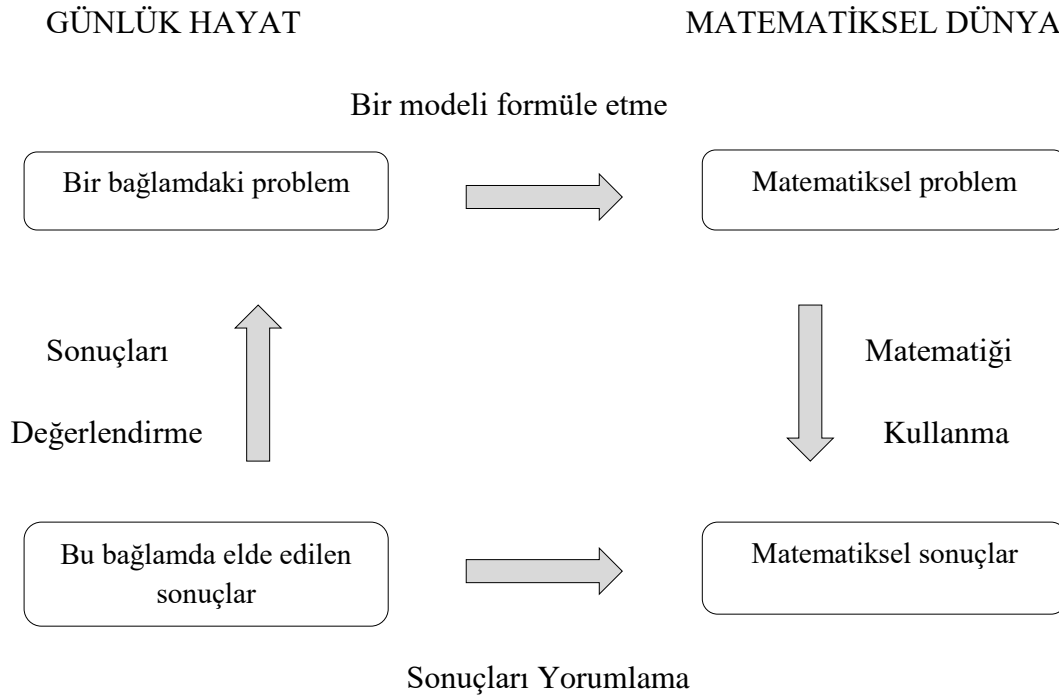 GÜNLÜK HAYAT
MATEMATİKSEL DÜNYA
Bir modeli formüle etme
Bir bağlamdaki problem
Matematiksel problem
Sonuçları
Değerlendirme
Matematiği
Kullanma
Bu bağlamda elde edilen
sonuçlar
Matematiksel sonuçlar
Sonuçları Yorumlama